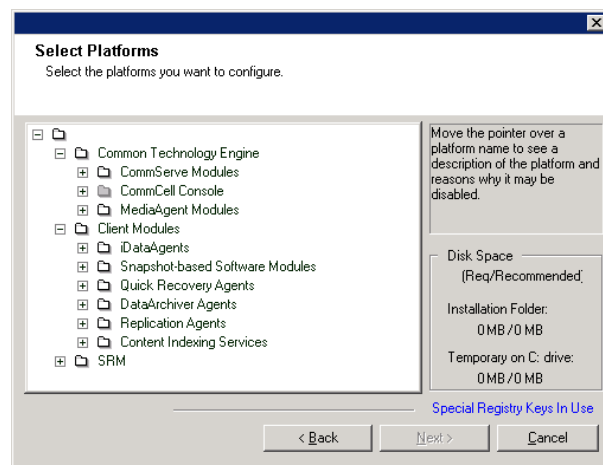 Select Platforms
Select the platforms you want to configure.
Common Technology Engine
CommServe Modules
CommCell Console
MediaAgent Modules
Client Modules
iDataAgents
Snapshot-based Software Modules
Quick Recovery Agents
DataArchiver Agents
Replication Agents
Content Indexing Services
SRM
Move the pointer over a
platform name to see a
description of the platform and
reasons why it may be
disabled.
Disk Space
(Req/Recommended)
Installation Folder:
0 MB / 0 MB
Temporary on C: drive:
0 MB / 0 MB
Special Registry Keys In Use
< Back
Next >
Cancel